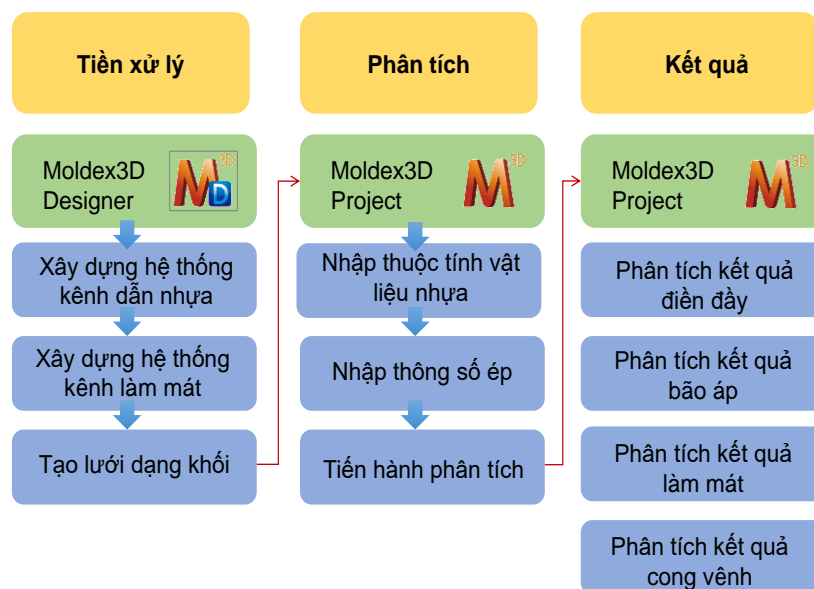 Tiền xử lý
Phân tích
Kết quả
Moldex3D
Designer
M
3D
D
Moldex3D
Project
M
3D
Moldex3D
Project
M
3D
Xây dựng hệ thống
kênh dẫn nhựa
Xây dựng hệ thống
kênh làm mát
Tạo lưới dạng khối
Nhập thuộc tính vật
liệu nhựa
Nhập thông số ép
Tiến hành phân tích
Phân tích kết quả
điền đầy
Phân tích kết quả
bão áp
Phân tích kết quả
làm mát
Phân tích kết quả
cong vênh